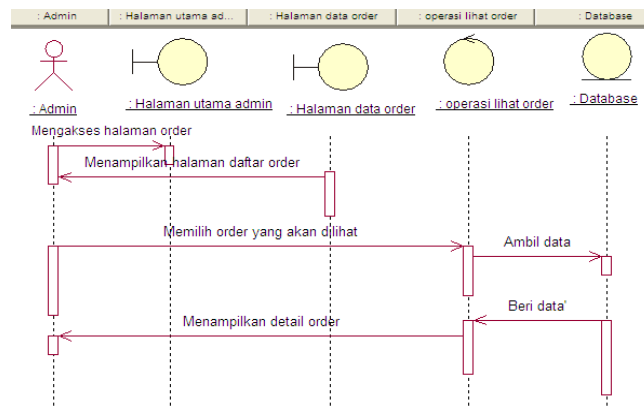 : Admin
: Halaman utama ad...
: Halaman data order
: operasi lihat order
: Database
: Admin
: Halaman utama admin
: Halaman data order
: operasi lihat order
: Database
Mengakses halaman order
Menampilkan halaman daftar order
Memilih order yang akan dilihat
Ambil data
Beri data'
Menampilkan detail order